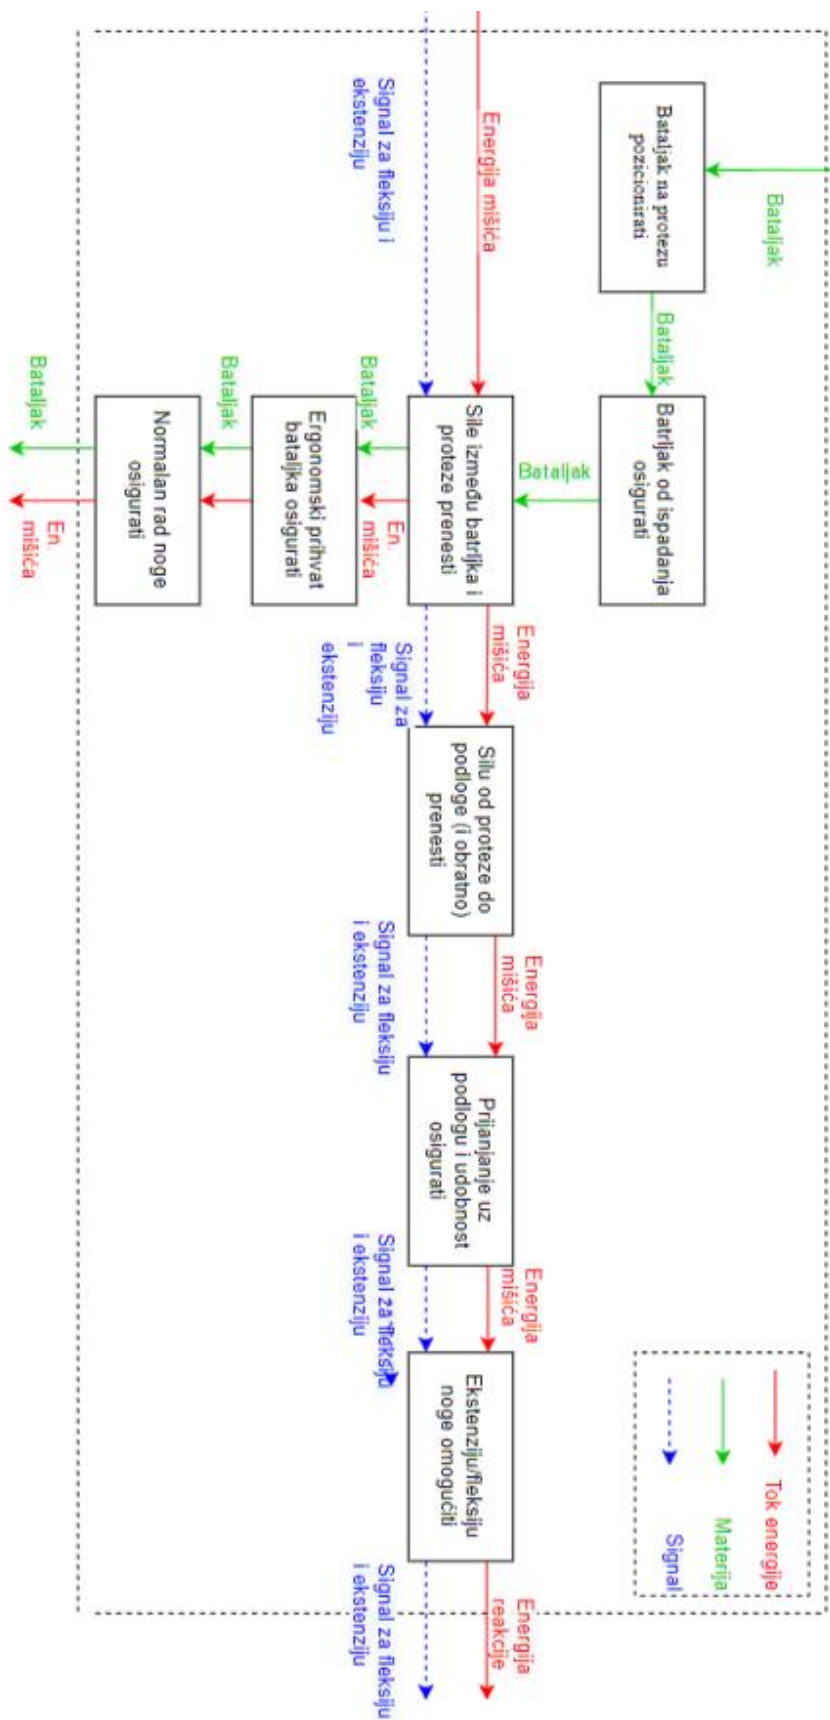 Bataljak
Bataljak na protezu
pozicionirati
Bataljak
Batrljak od ispadanja
osigurati
Bataljak
Energija mišića
Signal za fleksiju i
ekstenziju
Sile između batrljka i
proteze prenesti
Energija
mišića
Signal za
fleksiju
i
ekstenziju
Silu od proteze do
podloge (i obratno)
prenesti
Energija
mišića
Signal za fleksiju
i ekstenziju
Prijanjanje uz
podlogu i udobnost
osigurati
Energija
mišića
Signal za fleksiju
i ekstenziju
Ekstenziju/fleksiju
noge omogućiti
Energija
reakcije
Signal za fleksiju
i ekstenziju
Bataljak
En.
mišića
Ergonomski prihvat
bataljka osigurati
Bataljak
Normalan rad noge
osigurati
Bataljak
En.
mišića
Tok energije
Materija
Signal